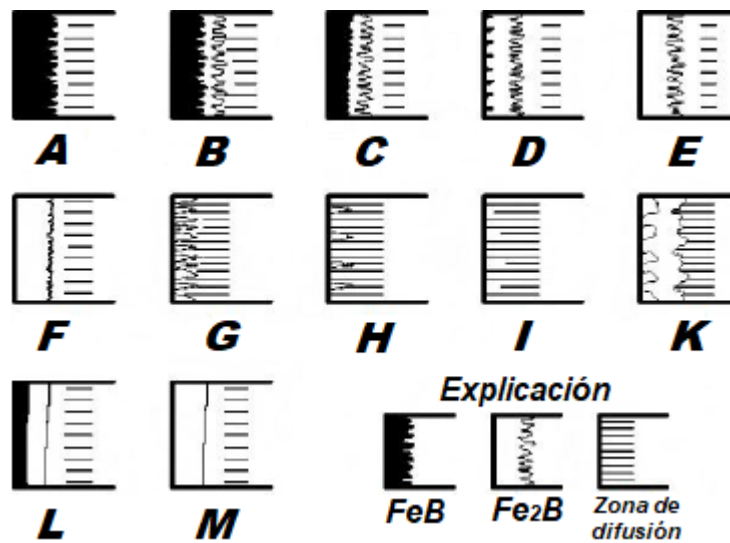 A B C D E
F G H I K
Explicación
L M FeB Fe₂B Zona de
difusión